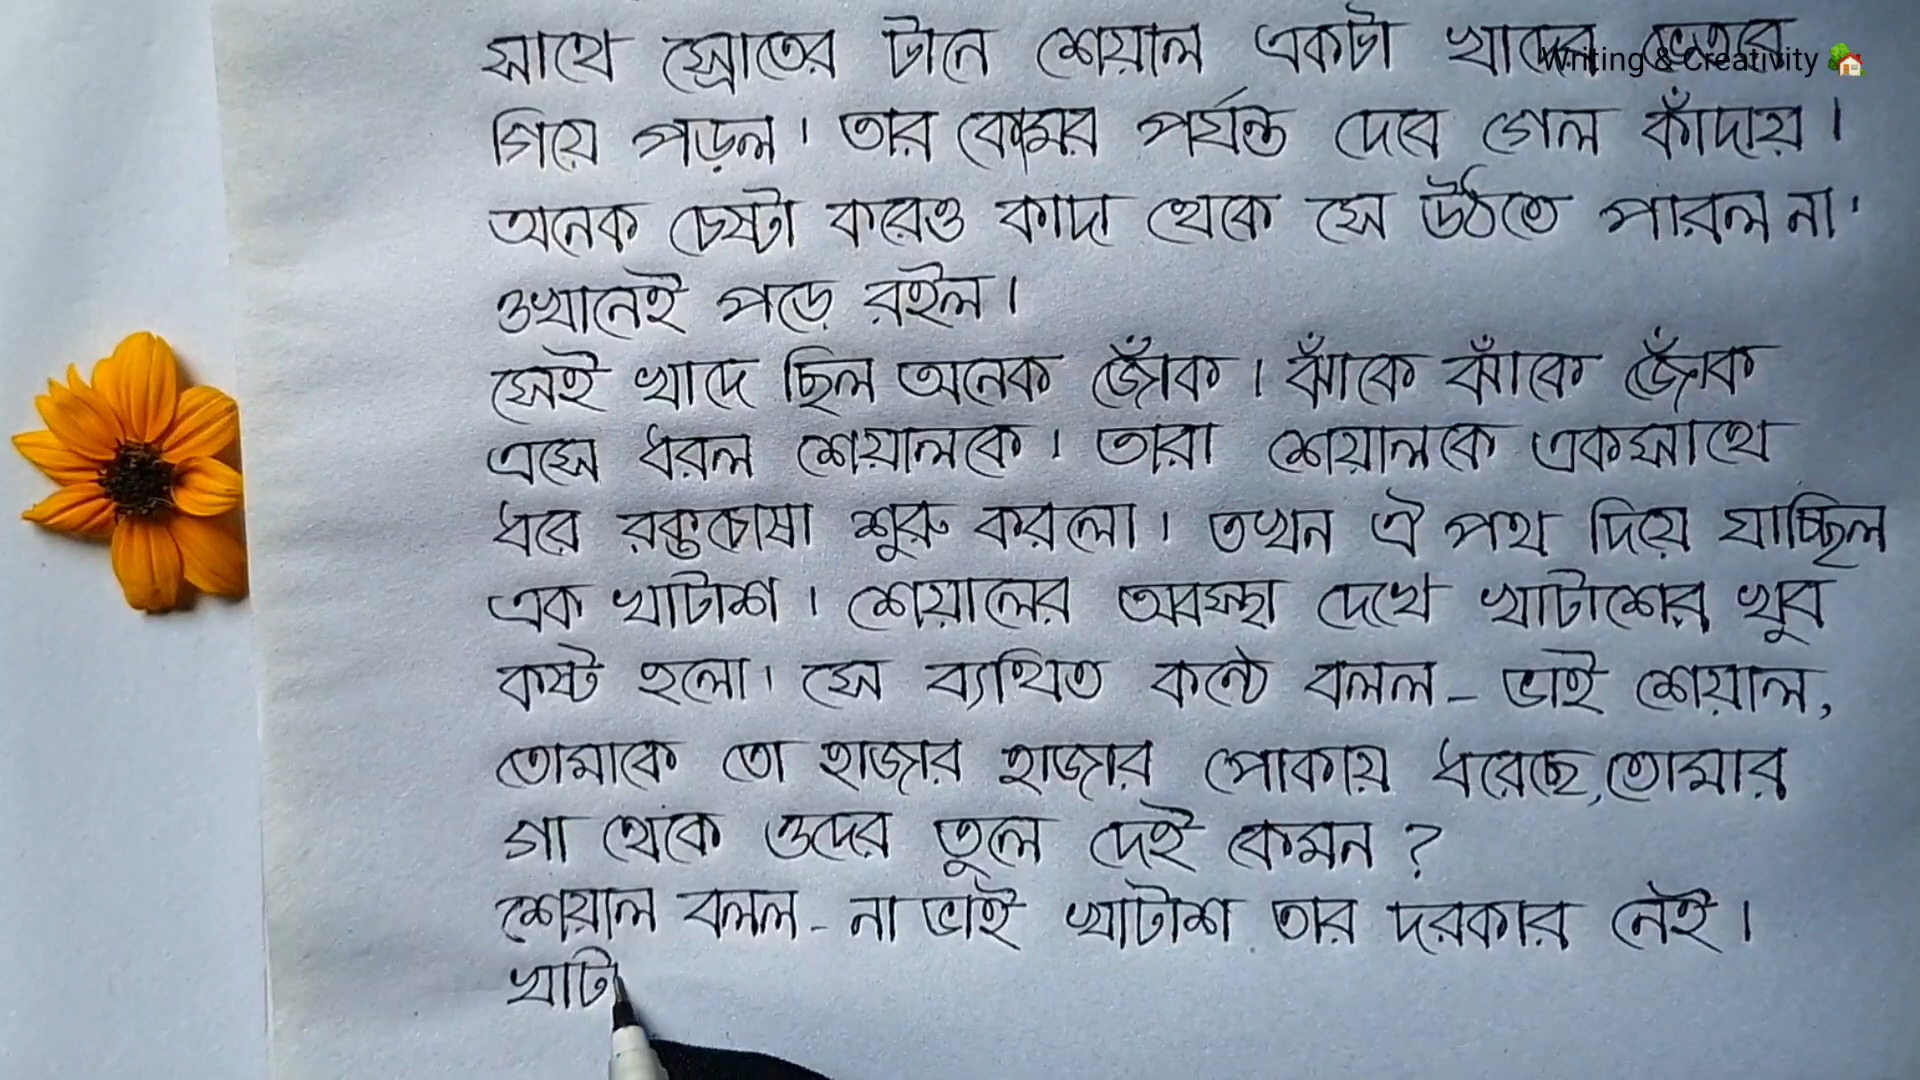 সাথে স্রোতের টানে শেয়াল একটা খাদের ভেতরে
Writing & Creativity
গিয়ে পড়ল। তার কোমর পর্যন্ত দেবে গেল কাঁদায়।
অনেক চেষ্টা করেও কাদা থেকে সে উঠতে পারল না।
ওখানেই পড়ে রইল।
সেই খাদে ছিল অনেক জোঁক। ঝাঁকে ঝাঁকে জোঁক
এসে ধরল শেয়ালকে। তারা শেয়ালকে একসাথে
ধরে রক্তচোষা শুরু করলো। তখন ঐ পথ দিয়ে যাচ্ছিল
এক খাটাশ। শেয়ালের অবস্থা দেখে খাটাশের খুব
কষ্ট হলো। সে ব্যথিত কন্ঠে বলল - ভাই শেয়াল,
তোমাকে তো হাজার হাজার পোকায় ধরেছে, তোমার
গা থেকে ওদের তুলে দেই কেমন ?
শেয়াল বলল - না ভাই খাটাশ তার দরকার নেই।
খাটা